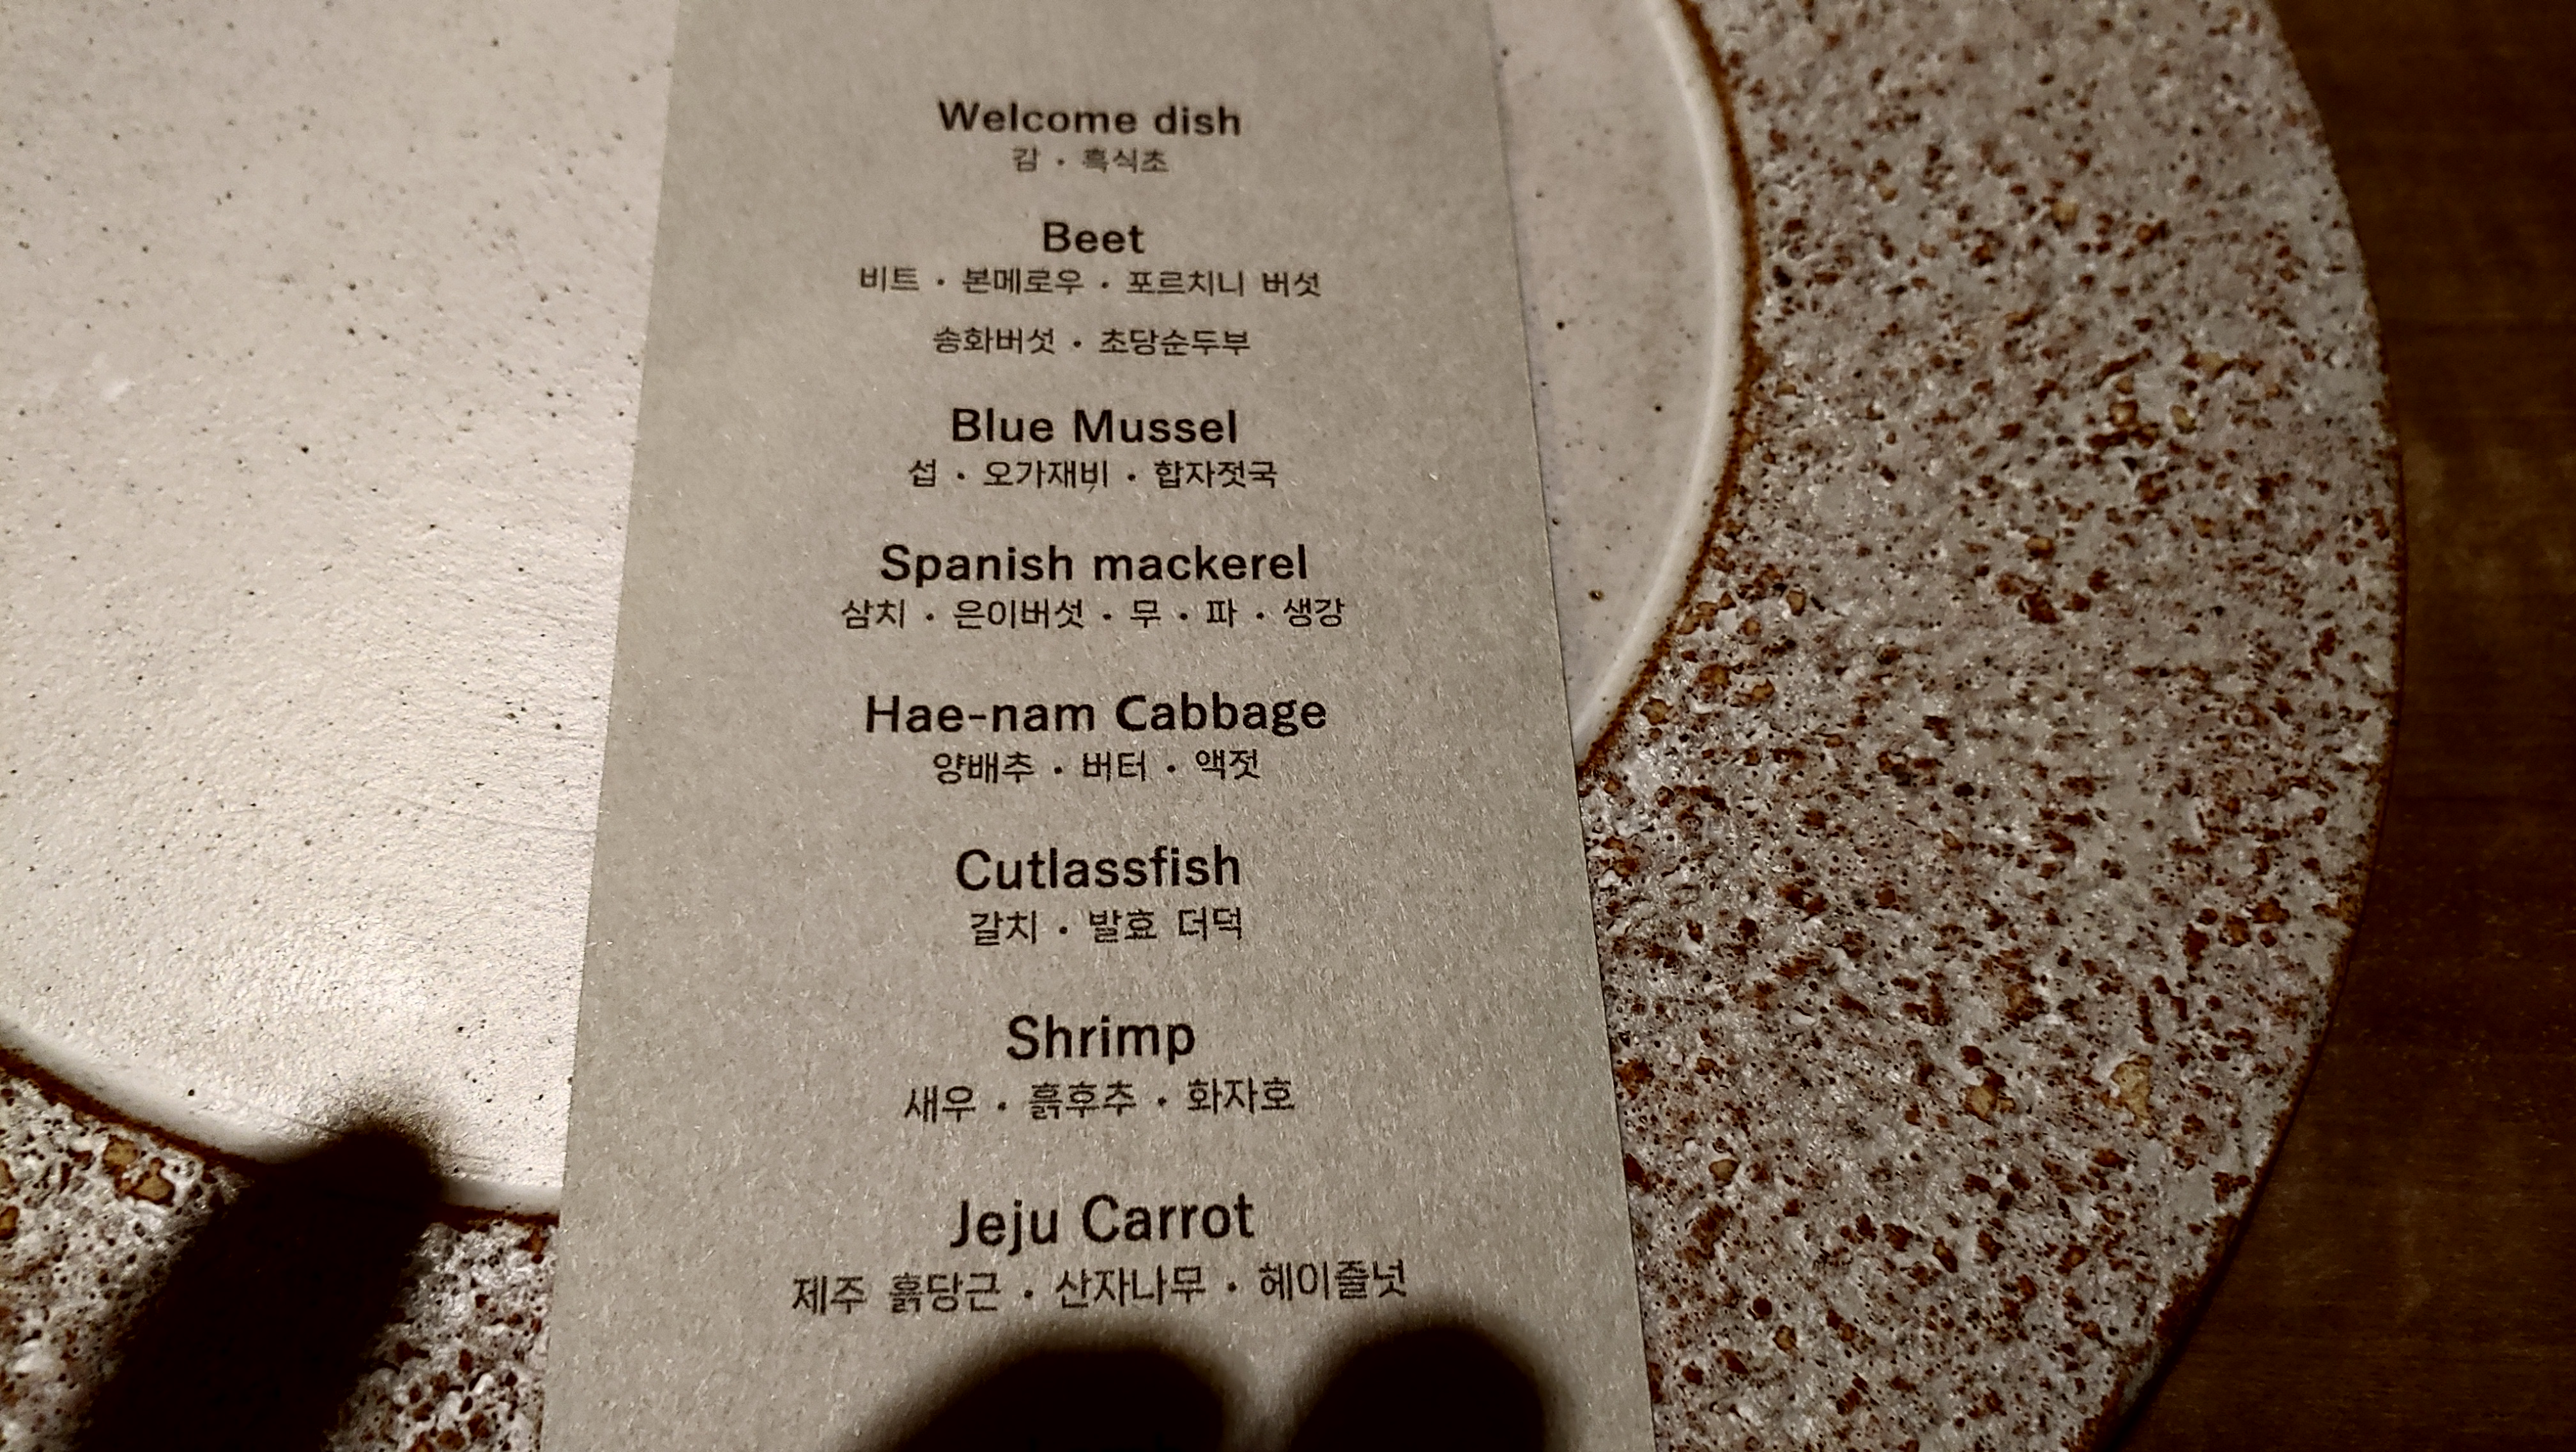 Welcome dish
감 · 흑식초
Beet
비트 · 본메로우 · 포르치니 버섯
송화버섯 · 초당순두부
Blue Mussel
섭 · 오가재비 · 합자젓국
Spanish mackerel
삼치 · 은이버섯 · 무 · 파 · 생강
Hae-nam Cabbage
양배추 · 버터 · 액젓
Cutlassfish
갈치 · 발효 더덕
Shrimp
새우 · 흙후추 · 화자호
Jeju Carrot
제주 흙당근 · 산자나무 · 헤이즐넛